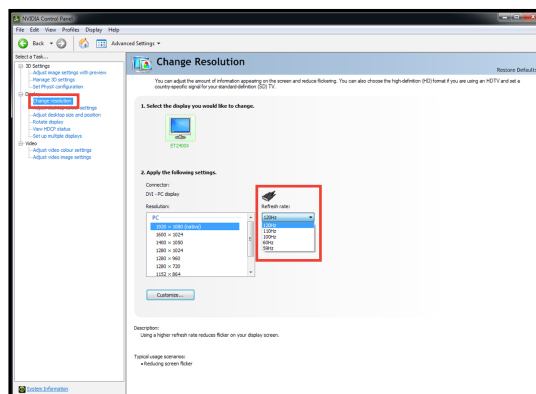 NVIDIA Control Panel
File Edit View Profiles Display Help
Back Advanced Settings
Select a Task...
3D Settings
Adjust image settings with preview
Manage 3D settings
Set PhysX configuration
Change resolution
settings
Adjust desktop size and position
Rotate display
View HDCP status
Set up multiple displays
Video
Adjust video colour settings
Adjust video image settings
System Information
Change Resolution
Restore Defaults
You can adjust the amount of information appearing on the screen and reduce flickering. You can also choose the high-definition (HD) format if you are using an HDTV and set a
country-specific signal for your standard-definition (SD) TV.
1. Select the display you would like to change.
2. Apply the following settings.
Connector:
DVI - PC display
Resolution:
PC
1920 × 1080 (native)
1600 × 1024
1400 × 1050
1280 × 1024
1280 × 960
1280 × 720
1152 × 864
Refresh rate:
120Hz
120Hz
110Hz
100Hz
60Hz
59Hz
Customize...
Description:
Using a higher refresh rate reduces flicker on your display screen.
Typical usage scenarios:
• Reducing screen flicker